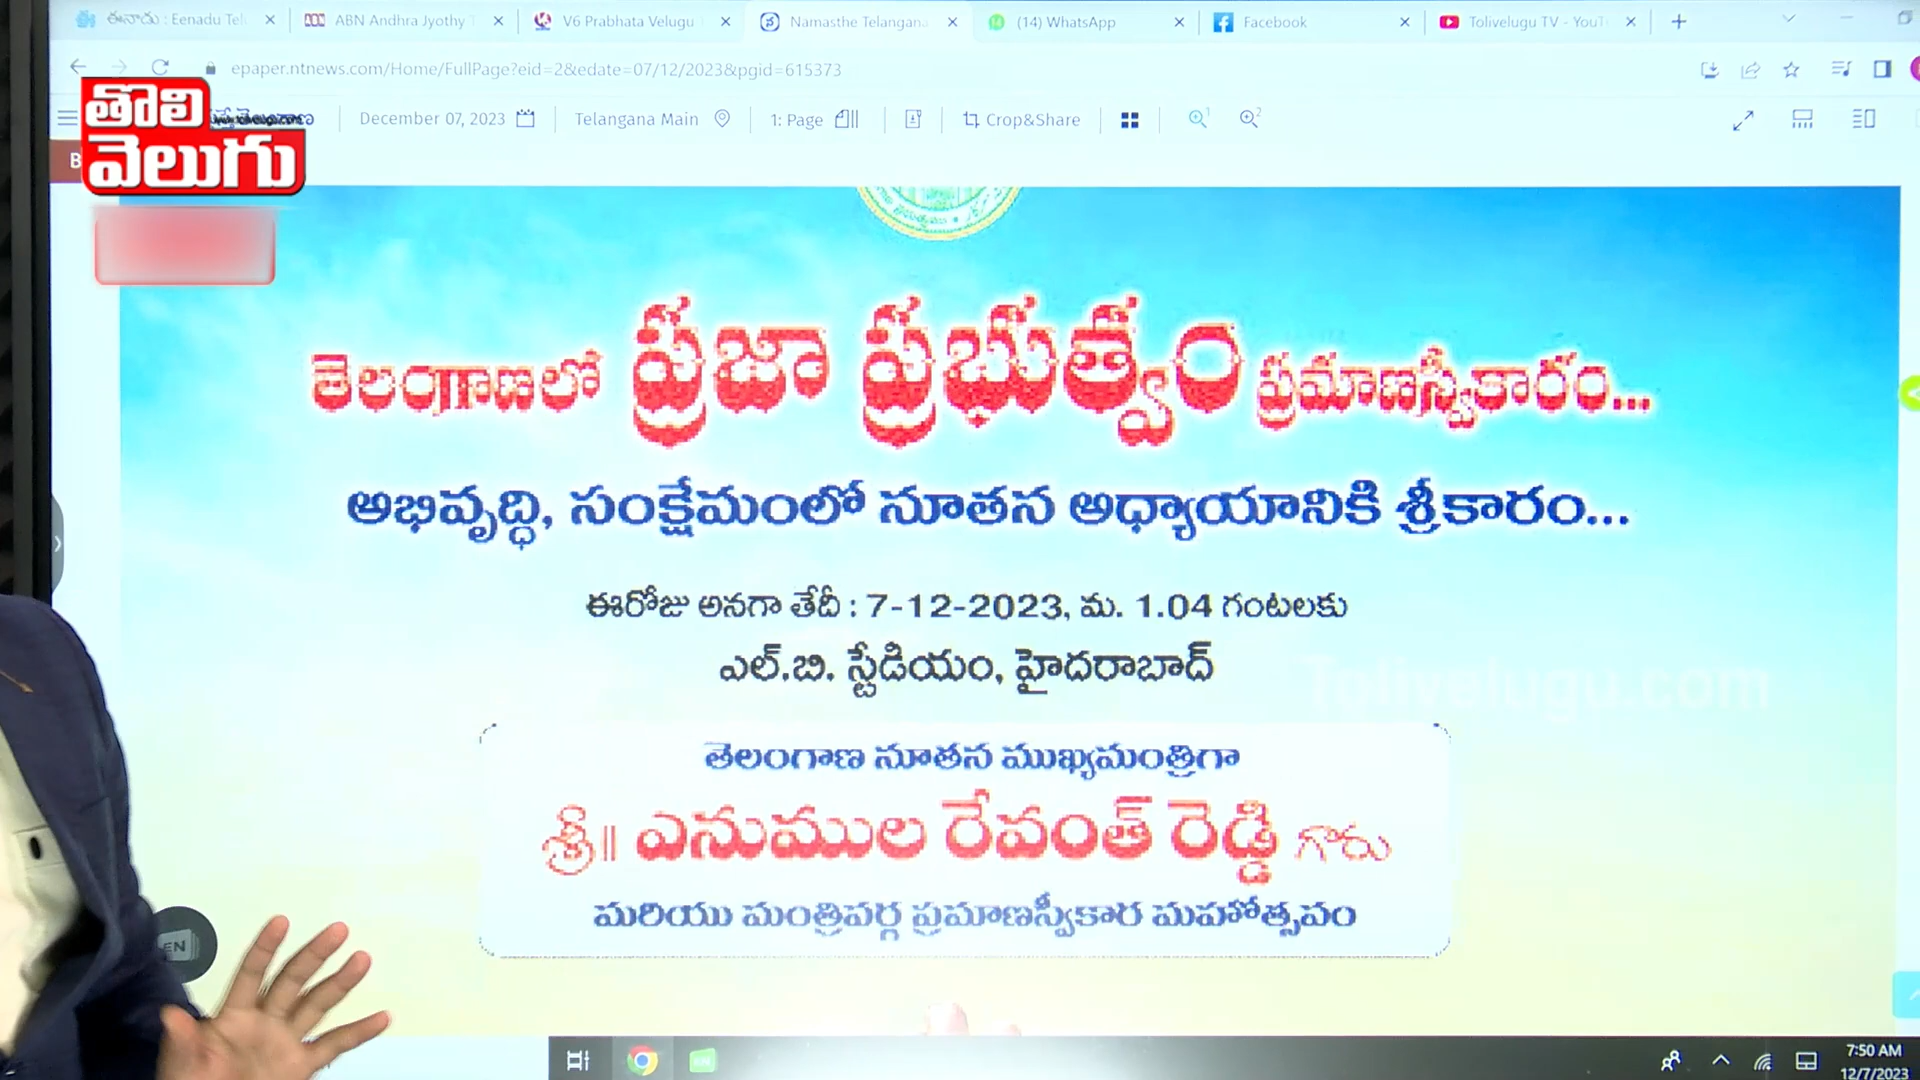 ఈనాడు : Eenadu Tel
ABN Andhra Jyothy T
V6 Prabhata Velugu
Namasthe Telangana
(14) WhatsApp
Facebook
Tolivelugu TV - YouTu
epaper.ntnews.com/Home/FullPage?eid=2&edate=07/12/2023&pgid=615373
తొలి
వెలుగు
December 07, 2023
Telangana Main
1: Page
Crop&Share
తెలంగాణలో ప్రజా ప్రభుత్వం ప్రమాణస్వీకారం...
అభివృద్ధి, సంక్షేమంలో నూతన అధ్యాయానికి శ్రీకారం...
ఈరోజు అనగా తేదీ : 7-12-2023, మ. 1.04 గంటలకు
ఎల్.బి. స్టేడియం, హైదరాబాద్
Tolivelugu.com
తెలంగాణ నూతన ముఖ్యమంత్రిగా
శ్రీ॥ ఎనుముల రేవంత్ రెడ్డి గారు
మరియు మంత్రివర్గ ప్రమాణస్వీకార మహోత్సవం
EN
7:50 AM
12/7/2023